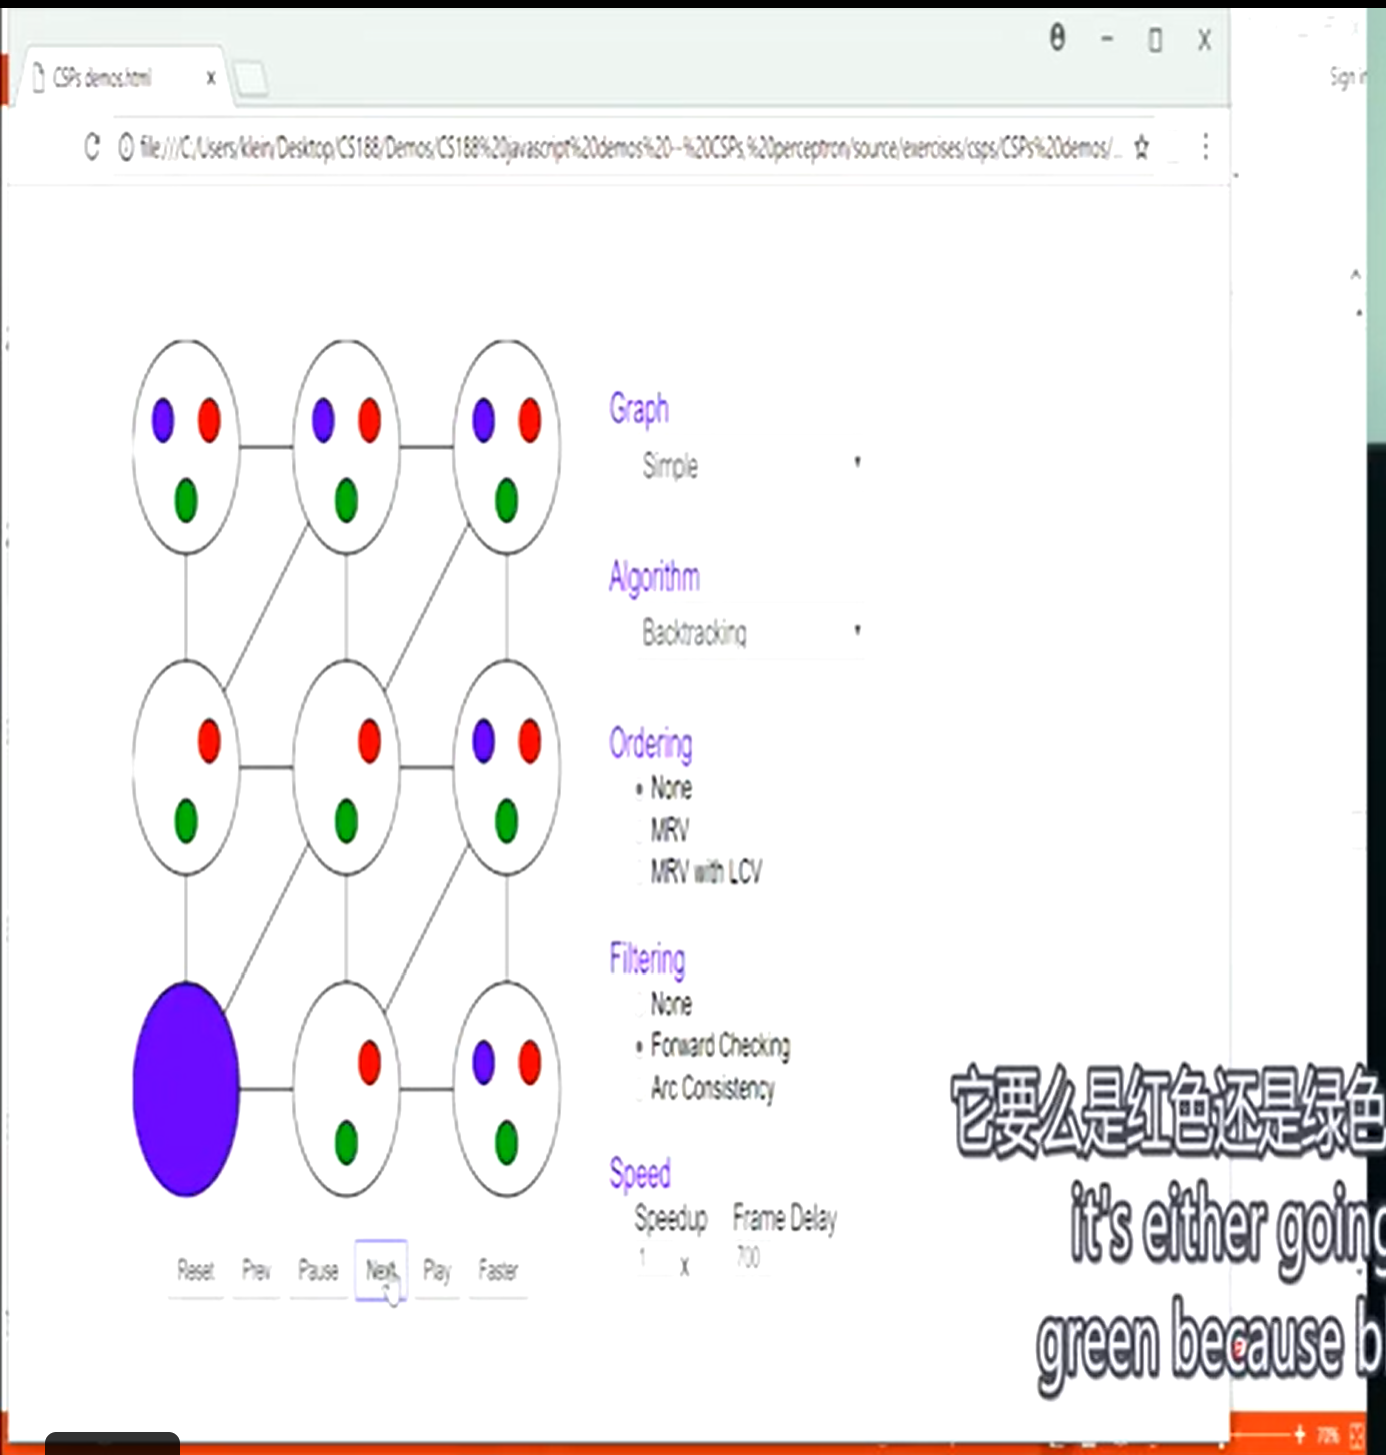 CSPs demos.html
x
Sign in
file:///C:/Users/klein/Desktop/CS188/Demos/CS188%20javascript%20demos%20--%20CSPs,%20perceptron/source/exercises/csps/CSPs%20demos/...
Graph
Simple
Algorithm
Backtracking
Ordering
None
MRV
MRV with LCV
Filtering
None
Forward Checking
Arc Consistency
Speed
Speedup Frame Delay
1 x 700
Reset Prev Pause Next Play Faster
它要么是红色还是绿色
it's either going
green because
70%